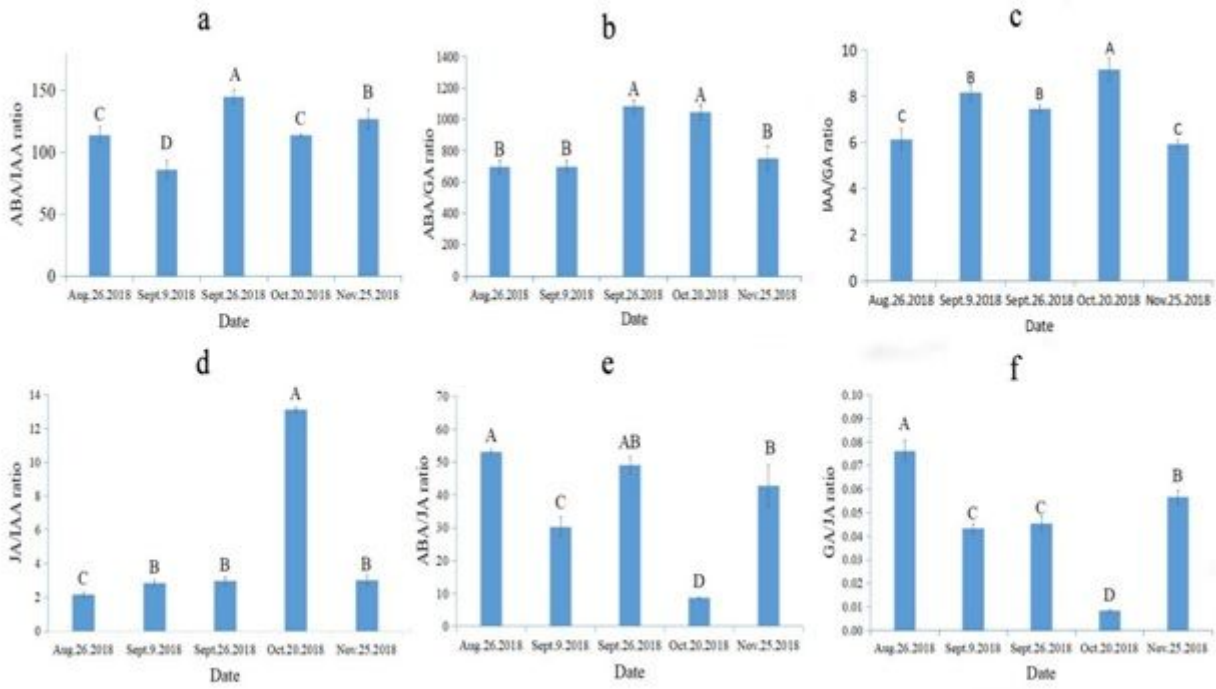 a
ABA/IAA ratio
150
100
50
0
C
D
A
C
B
Aug.26.2018 Sept.9.2018 Sept.26.2018 Oct.20.2018 Nov.25.2018
Date
b
ABA/GA ratio
1400
1200
1000
800
600
400
200
0
B
B
A
A
B
Aug.26.2018 Sept.9.2018 Sept.26.2018 Oct.20.2018 Nov.25.2018
Date
c
IAA/GA ratio
10
8
6
4
2
0
C
B
B
A
C
Aug.26.2018 Sept.9.2018 Sept.26.2018 Oct.20.2018 Nov.25.2018
Date
d
JA/IAA ratio
14
12
10
8
6
4
2
0
C
B
B
A
B
Aug.26.2018 Sept.9.2018 Sept.26.2018 Oct.20.2018 Nov.25.2018
Date
e
ABA/JA ratio
70
60
50
40
30
20
10
0
A
C
AB
D
B
Aug.26.2018 Sept.9.2018 Sept.26.2018 Oct.20.2018 Nov.25.2018
Date
f
GA/JA ratio
0.10
0.09
0.08
0.07
0.06
0.05
0.04
0.03
0.02
0.01
0.00
A
C
C
D
B
Aug.26.2018 Sept.9.2018 Sept.26.2018 Oct.20.2018 Nov.25.2018
Date